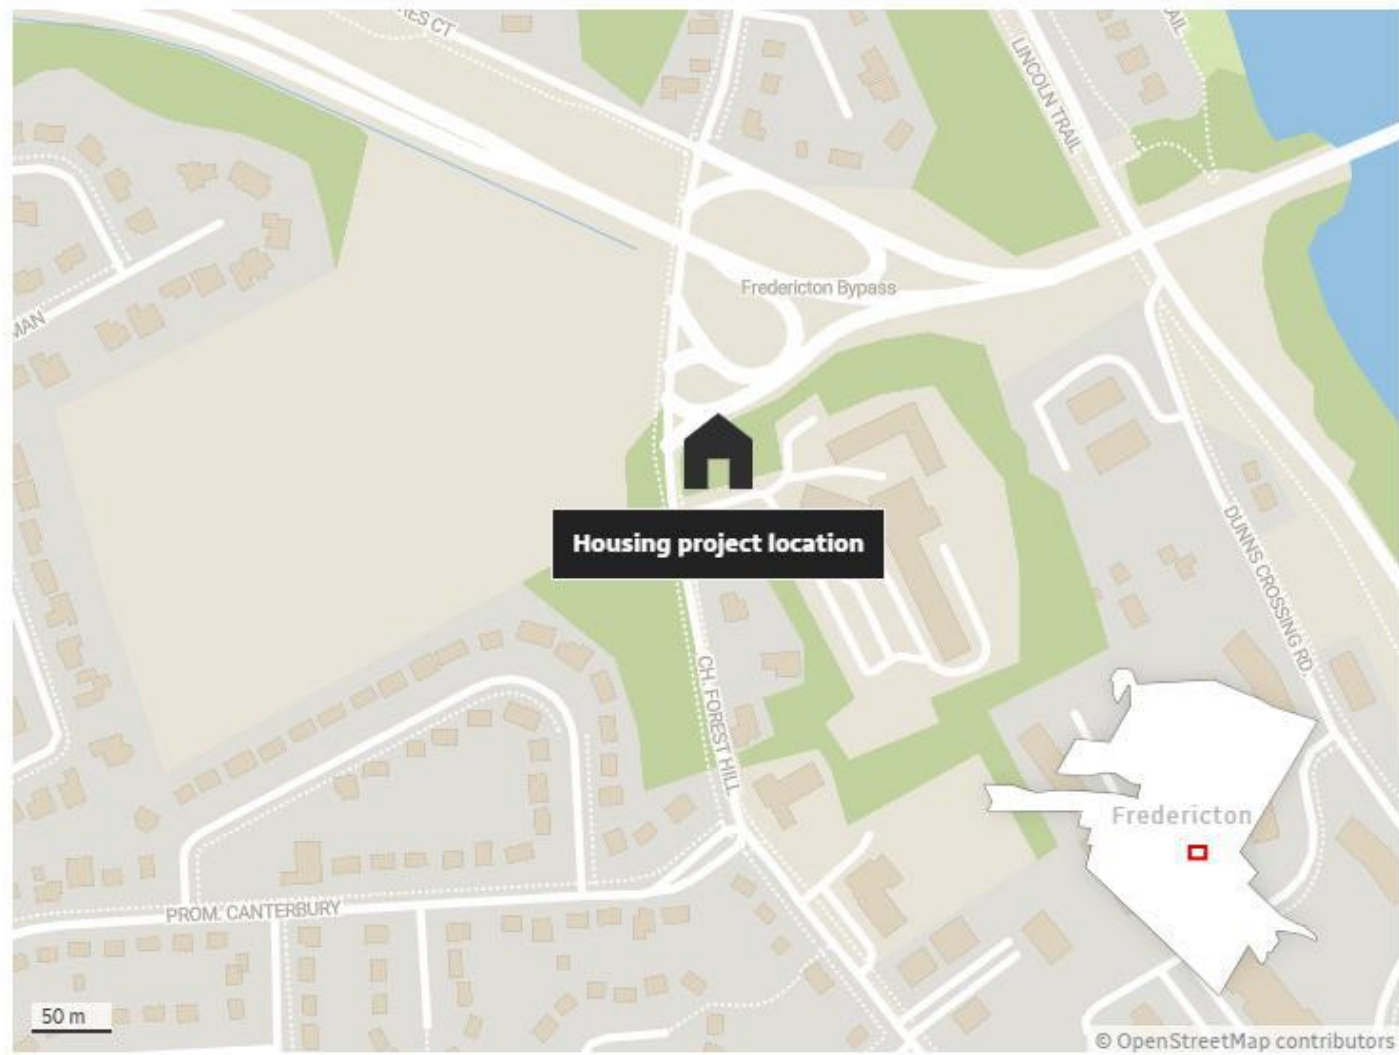 RES CT
AIL
LINCOLN TRAIL
Fredericton Bypass
MAN
Housing project location
DUNNS CROSSING RD.
CH. FOREST HILL
Fredericton
PROM. CANTERBURY
50 m
© OpenStreetMap contributors